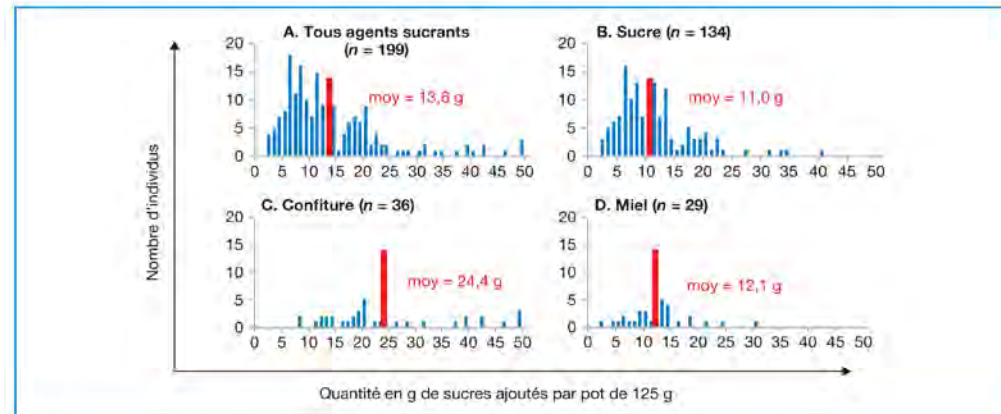 A. Tous agents sucrants
(n = 199)
20
15
10
5
0
moy = 13,6 g
0 5 10 15 20 25 30 35 40 45 50
B. Sucre (n = 134)
20
15
10
5
0
moy = 11,0 g
0 5 10 15 20 25 30 35 40 45 50
C. Confiture (n = 36)
20
15
10
5
0
moy = 24,4 g
0 5 10 15 20 25 30 35 40 45 50
D. Miel (n = 29)
20
15
10
5
0
moy = 12,1 g
0 5 10 15 20 25 30 35 40 45 50
Nombre d'individus
Quantité en g de sucres ajoutés par pot de 125 g